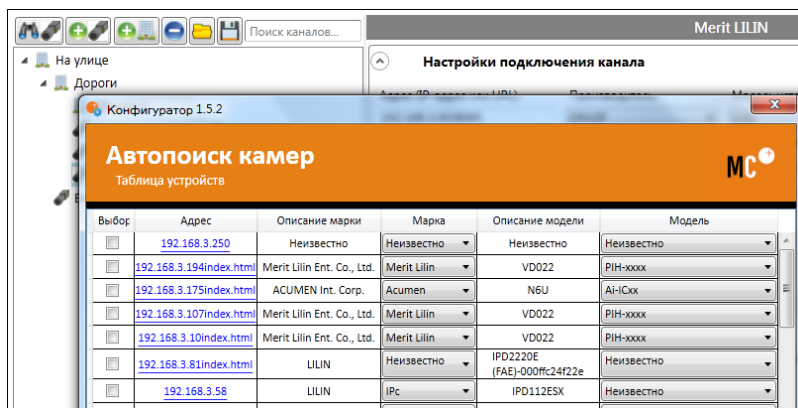 Поиск каналов...
Merit LILIN
На улице
Настройки подключения канала
Дороги
Конфигуратор 1.5.2
Автопоиск камер
Таблица устройств
MC
Выбор Адрес Описание марки Марка Описание модели Модель
192.168.3.250 Неизвестно Неизвестно Неизвестно Неизвестно
192.168.3.194index.html Merit Lilin Ent. Co., Ltd. Merit Lilin VD022 PIH-xxxx
192.168.3.175index.html ACUMEN Int. Corp. Acumen N6U Ai-ICxx
192.168.3.107index.html Merit Lilin Ent. Co., Ltd. Merit Lilin VD022 PIH-xxxx
192.168.3.10index.html Merit Lilin Ent. Co., Ltd. Merit Lilin VD022 PIH-xxxx
192.168.3.81index.html LILIN Неизвестно IPD2220E (FAE)-000ffc24f22e Неизвестно
192.168.3.58 LILIN IPc IPD112ESX Неизвестно